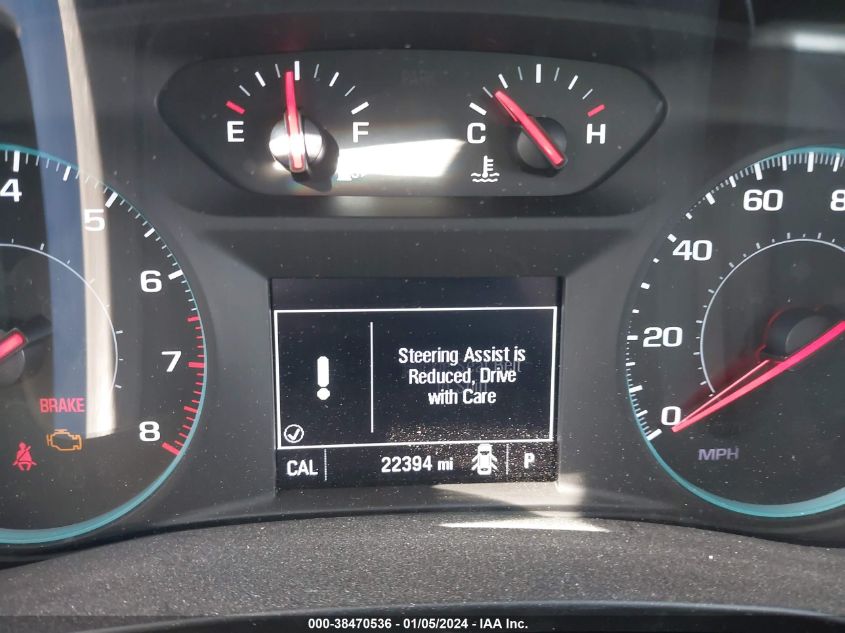 E F
C H
4
5
6
7
8
BRAKE
Steering Assist is
Reduced, Drive
with Care
CAL 22394 mi P
0
20
40
60
MPH
000-38470536 - 01/05/2024 - IAA Inc.